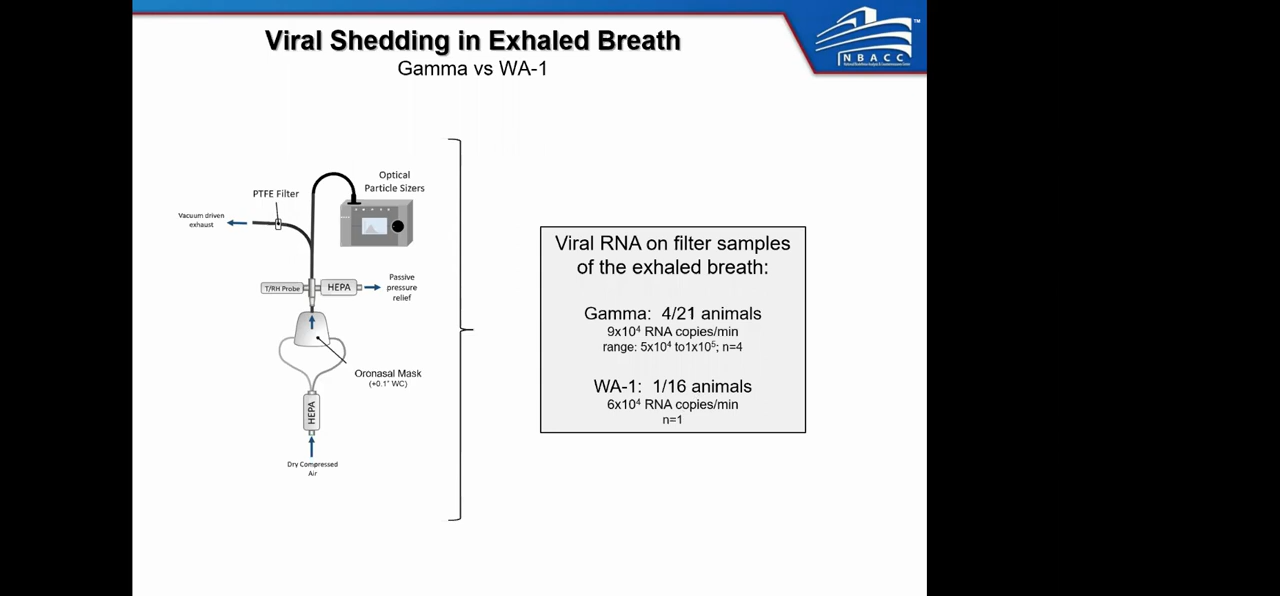 Viral Shedding in Exhaled Breath
Gamma vs WA-1
NBACC
TM
Optical
Particle Sizers
PTFE Filter
Vacuum driven
exhaust
T/RH Probe
HEPA
Passive
pressure
relief
Oronasal Mask
(+0.1" WC)
HEPA
Dry Compressed
Air
Viral RNA on filter samples
of the exhaled breath:
Gamma: 4/21 animals
9x10⁴ RNA copies/min
range: 5x10⁴ to1x10⁵; n=4
WA-1: 1/16 animals
6x10⁴ RNA copies/min
n=1